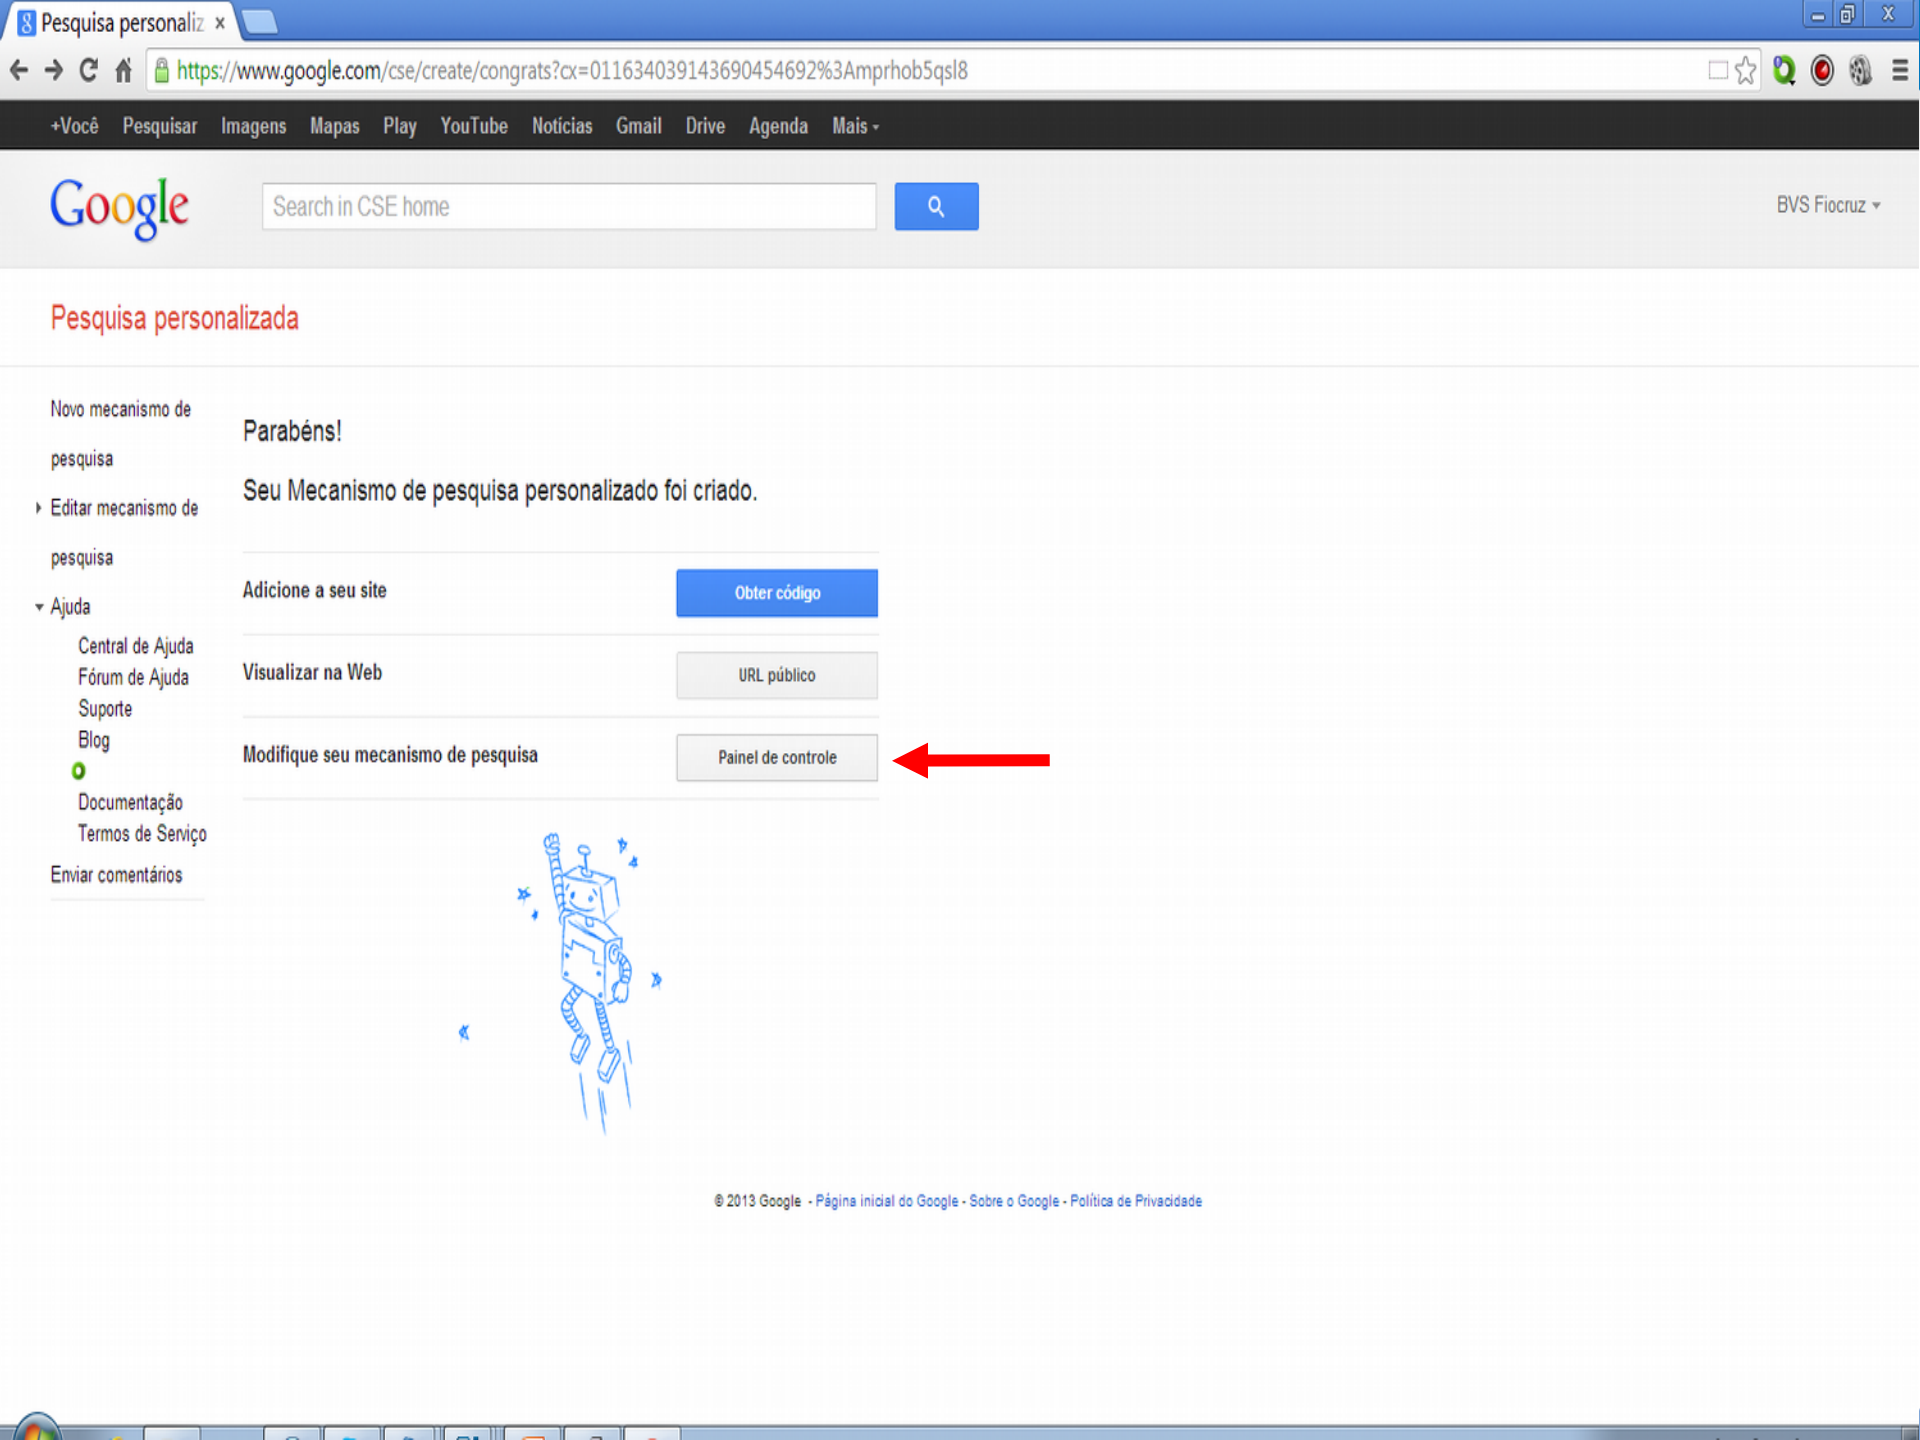 Pesquisa personaliz
https://www.google.com/cse/create/congrats?cx=011634039143690454692%3Amprhob5qsl8
+Você Pesquisar Imagens Mapas Play YouTube Notícias Gmail Drive Agenda Mais
Google
Search in CSE home
BVS Fiocruz
Pesquisa personalizada
Novo mecanismo de
pesquisa
Editar mecanismo de
pesquisa
Ajuda
Central de Ajuda
Fórum de Ajuda
Suporte
Blog
Documentação
Termos de Serviço
Enviar comentários
Parabéns!
Seu Mecanismo de pesquisa personalizado foi criado.
Adicione a seu site
Obter código
Visualizar na Web
URL público
Modifique seu mecanismo de pesquisa
Painel de controle
© 2013 Google - Página inicial do Google - Sobre o Google - Política de Privacidade